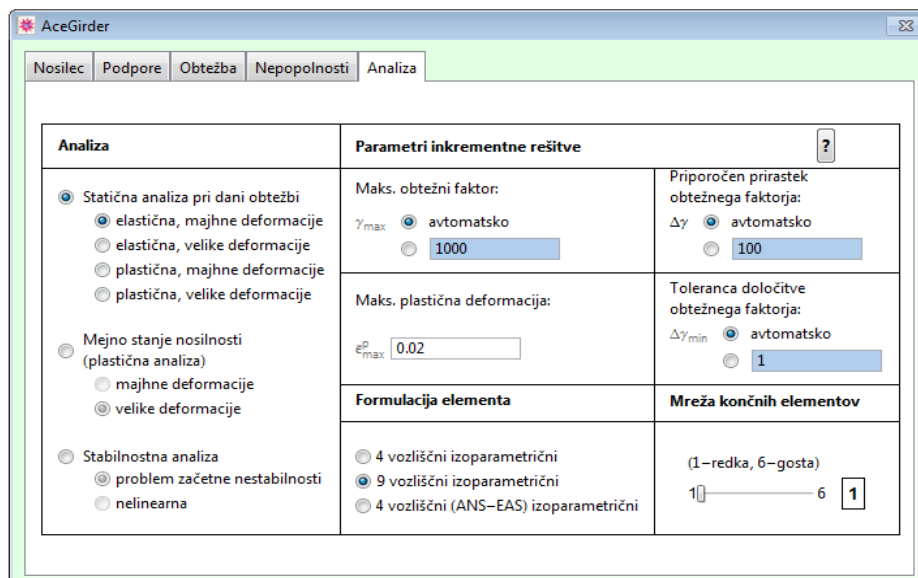 AceGirder
Nosilec Podpore Obtežba Nepopolnosti Analiza
Analiza
Statična analiza pri dani obtežbi
elastična, majhne deformacije
elastična, velike deformacije
plastična, majhne deformacije
plastična, velike deformacije
Mejno stanje nosilnosti
(plastična analiza)
majhne deformacije
velike deformacije
Stabilnostna analiza
problem začetne nestabilnosti
nelinearna
Parametri inkrementne rešitve ?
Maks. obtežni faktor:
γmax avtomatsko
1000
Priporočen prirastek
obtežnega faktorja:
Δγ avtomatsko
100
Maks. plastična deformacija:
ε̄ᵖmax 0.02
Toleranca določitve
obtežnega faktorja:
Δγmin avtomatsko
1
Formulacija elementa
4 vozliščni izoparametrični
9 vozliščni izoparametrični
4 vozliščni (ANS−EAS) izoparametrični
Mreža končnih elementov
(1−redka, 6−gosta)
1 6 1